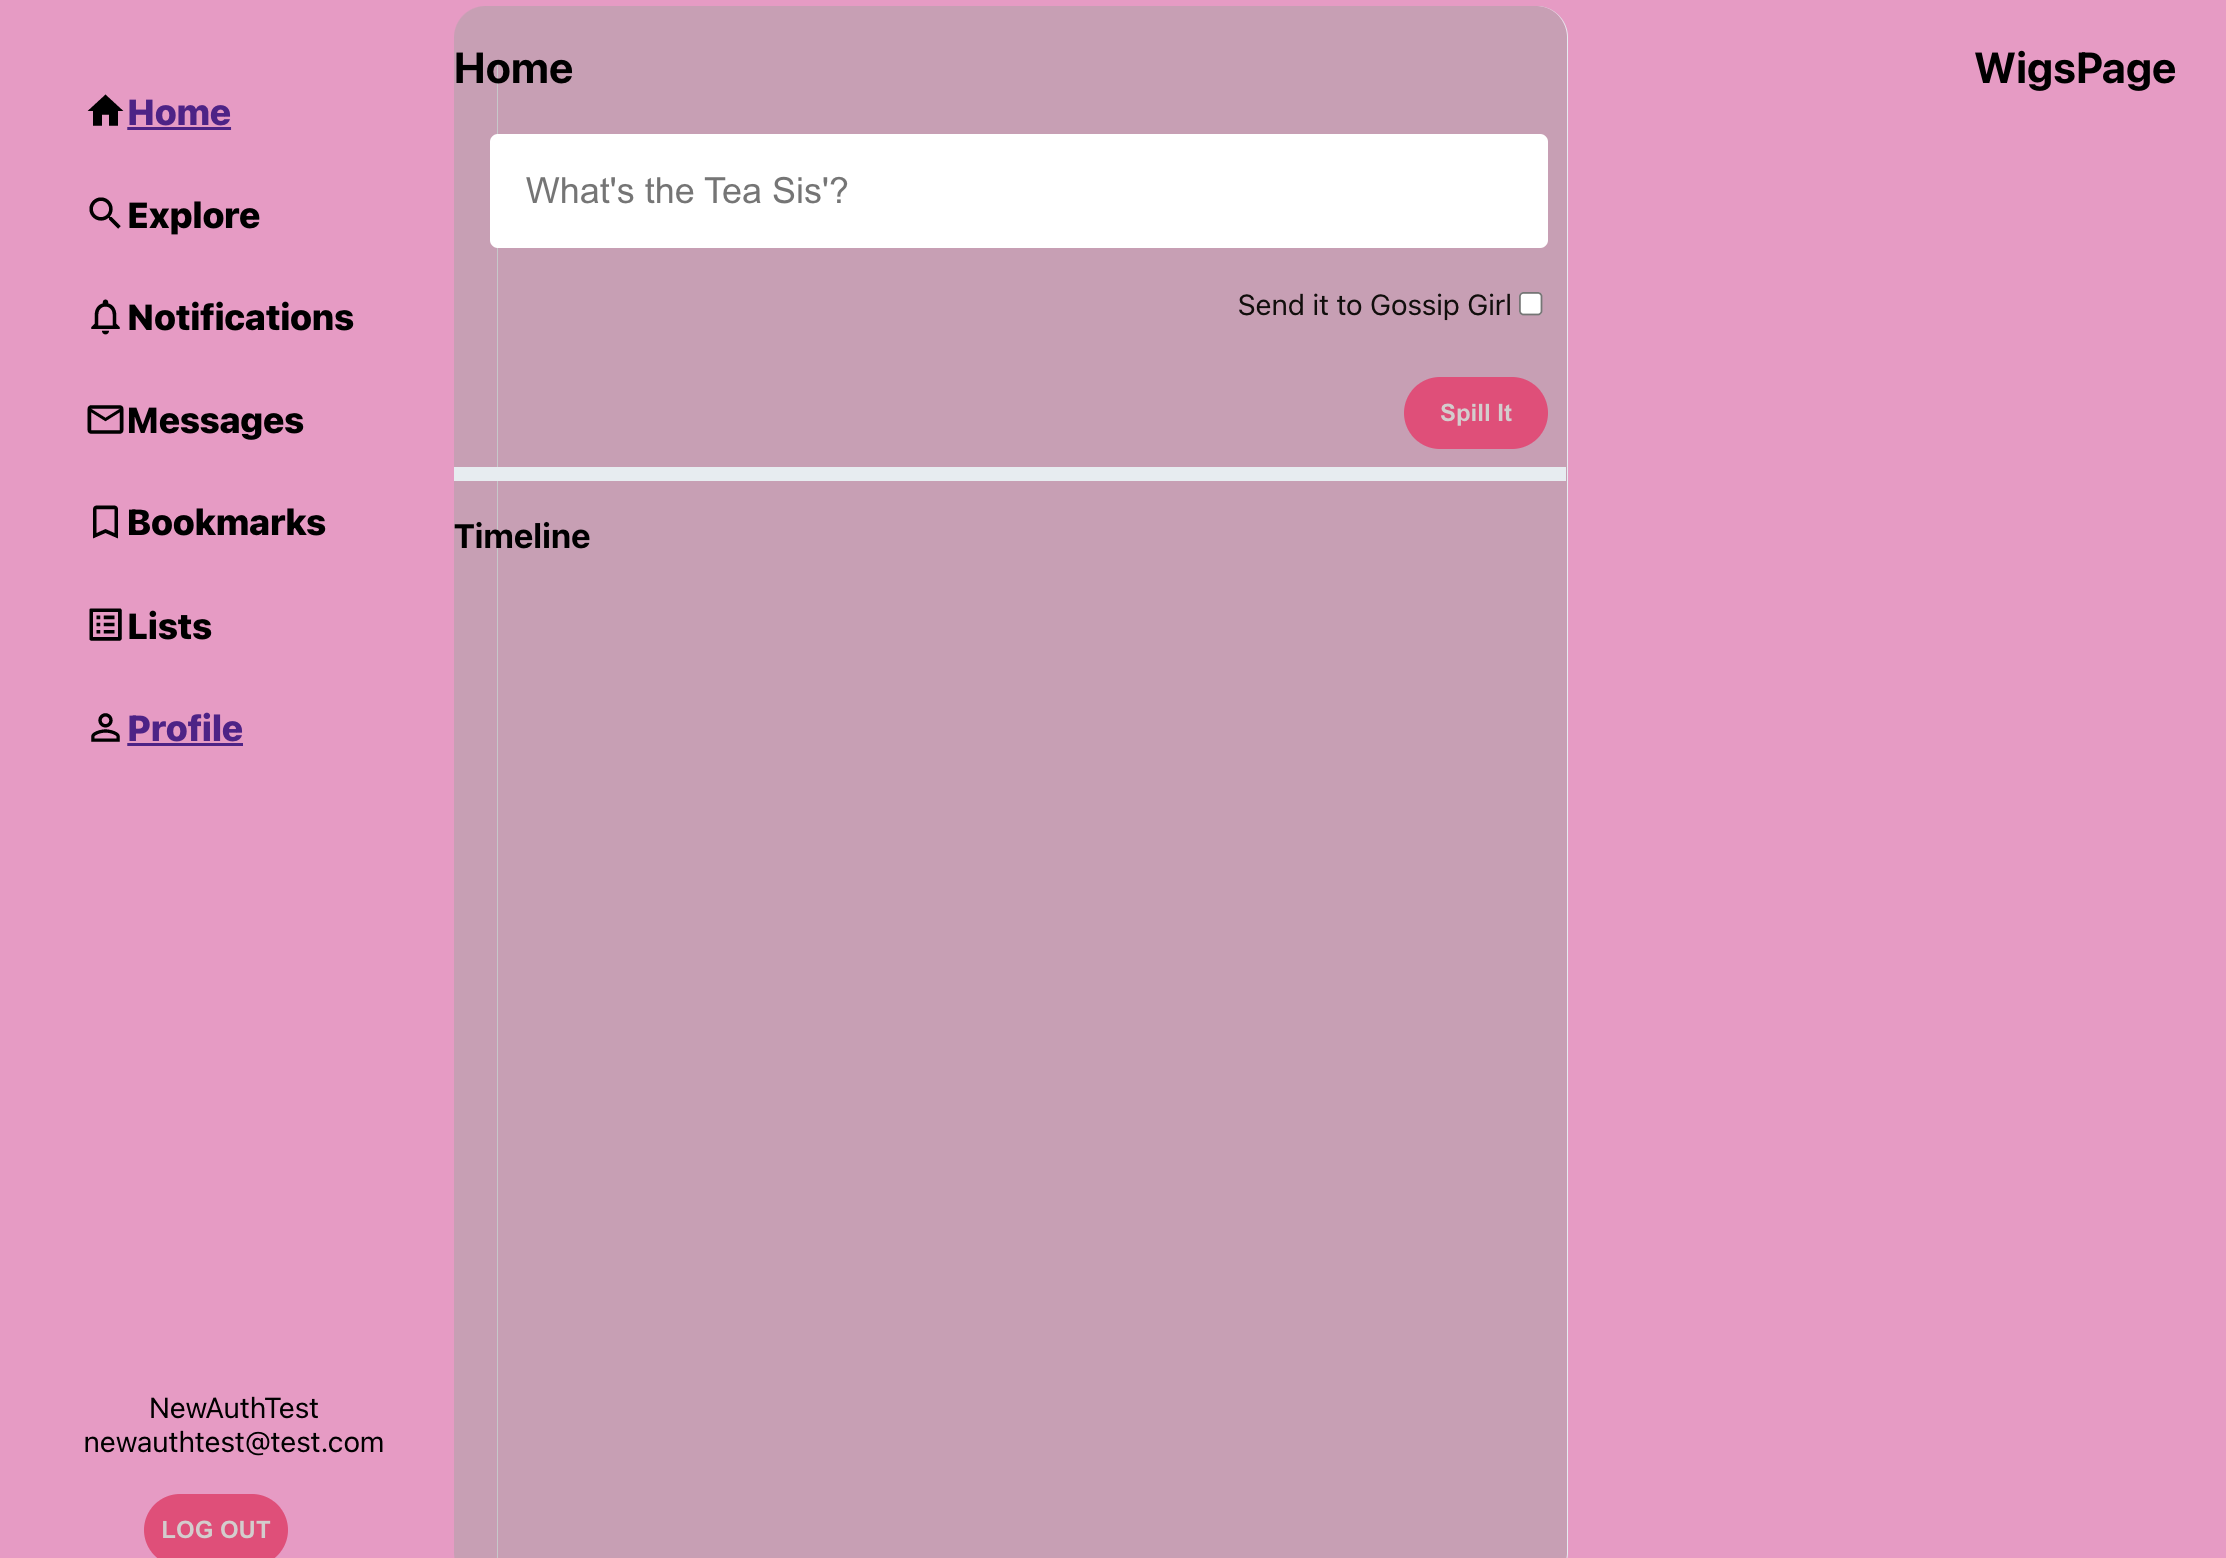 Home
Explore
Notifications
Messages
Bookmarks
Lists
Profile
NewAuthTest
newauthtest@test.com
LOG OUT
Home
What's the Tea Sis'?
Send it to Gossip Girl
Spill It
Timeline
WigsPage